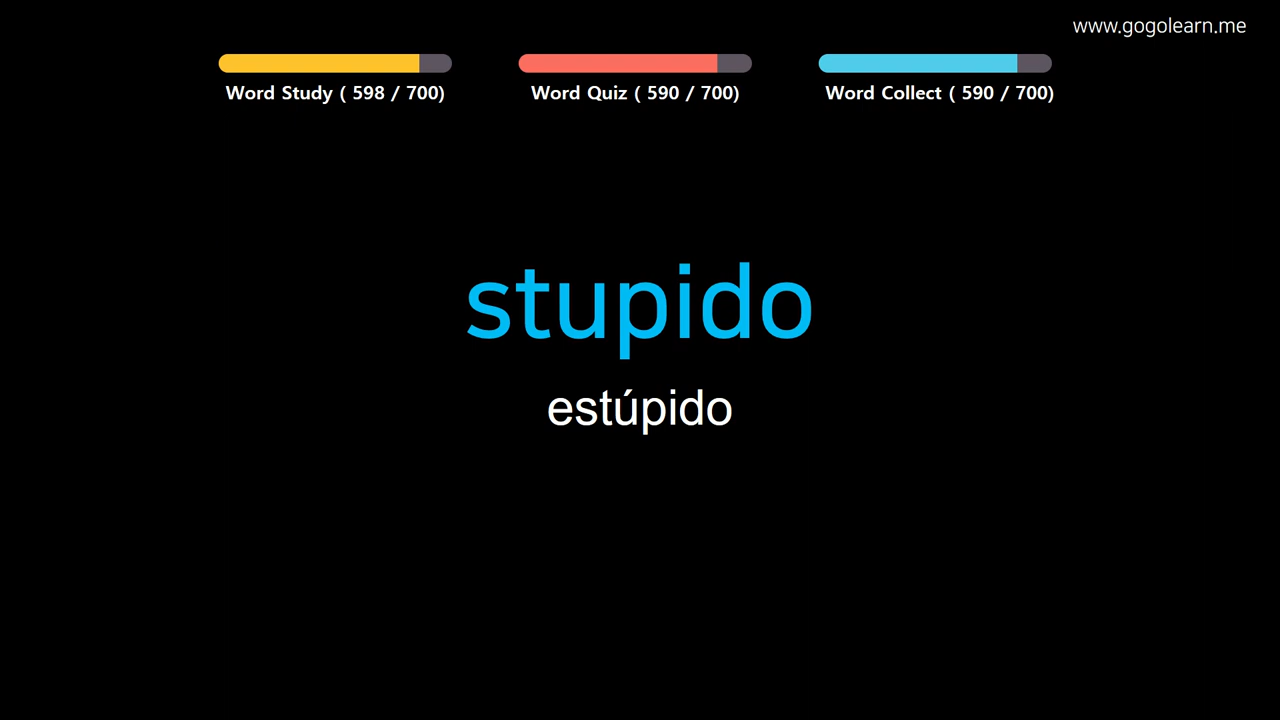 www.gogolearn.me
Word Study ( 598 / 700)
Word Quiz ( 590 / 700)
Word Collect ( 590 / 700)
stupido
estúpido